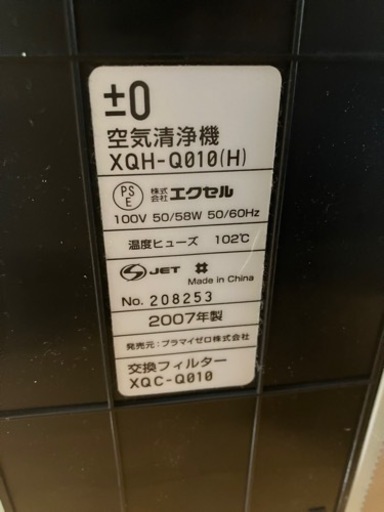 ±0
空気清浄機
XQH-Q010(H)
PSE 株式会社 エクセル
100V 50/58W 50/60Hz
温度ヒューズ 102℃
JET
Made in China
No. 208253
2007年製
発売元：プラマイゼロ株式会社
交換フィルター
XQC-Q010